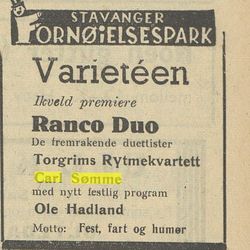 STAVANGER
FORNØIELSESPARK
Varietéen
Ikveld premiere
Ranco Duo
De fremrakende duettister
Torgrims Rytmekvartett
Carl Sømme
med nytt festlig program
Ole Hadland
Motto: Fest, fart og humør